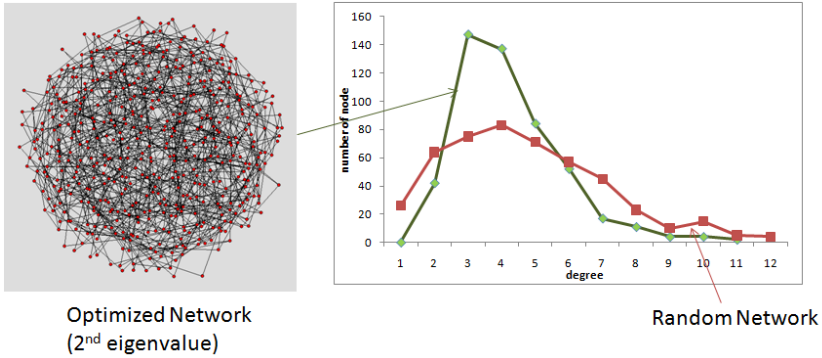 160
140
120
100
80
60
40
20
0
number of node
1 2 3 4 5 6 7 8 9 10 11 12
degree
Optimized Network
(2nd eigenvalue)
Random Network